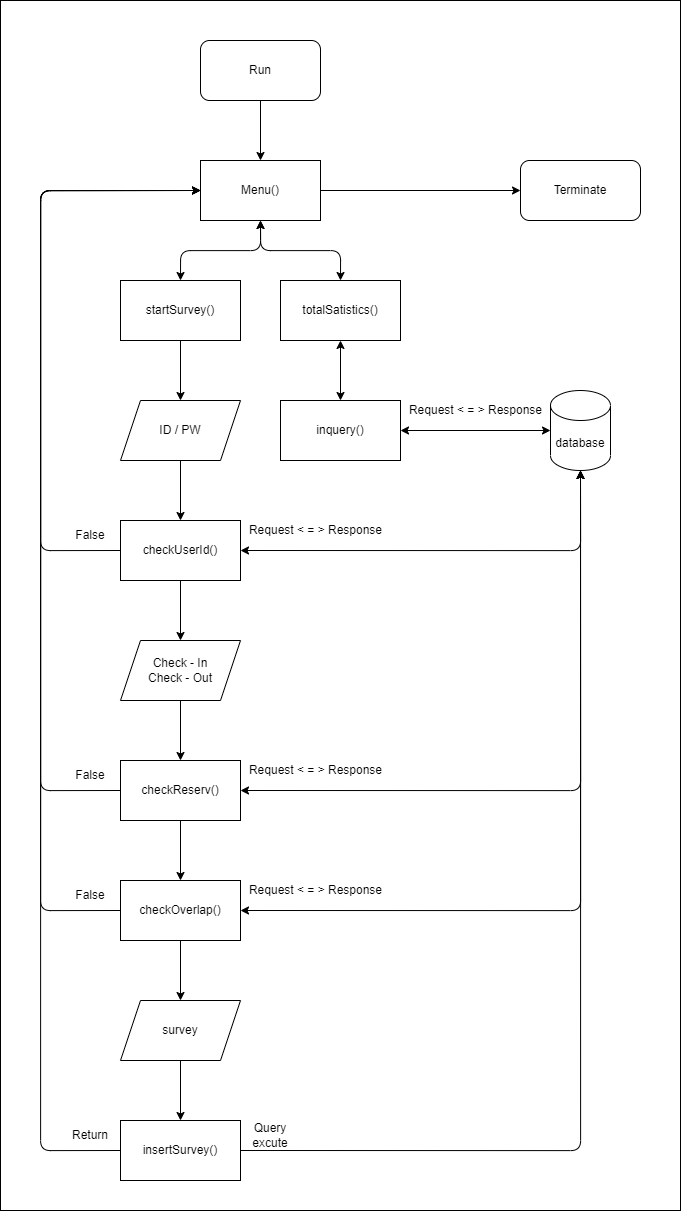 Run
Menu()
Terminate
startSurvey()
totalSatistics()
ID / PW
inquery()
Request < = > Response
database
False
checkUserId()
Request < = > Response
Check - In
Check - Out
False
checkReserv()
Request < = > Response
False
checkOverlap()
Request < = > Response
survey
Return
insertSurvey()
Query
excute